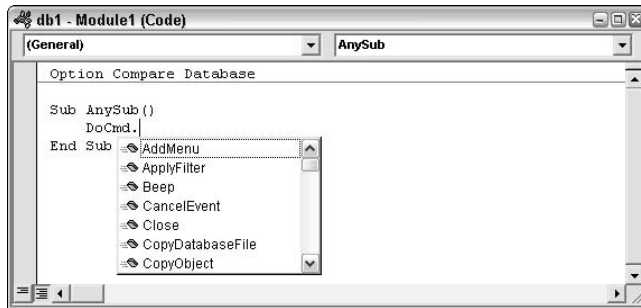 db1 - Module1 (Code)
(General) AnySub
Option Compare Database
Sub AnySub()
DoCmd.
End Sub
AddMenu
ApplyFilter
Beep
CancelEvent
Close
CopyDatabaseFile
CopyObject